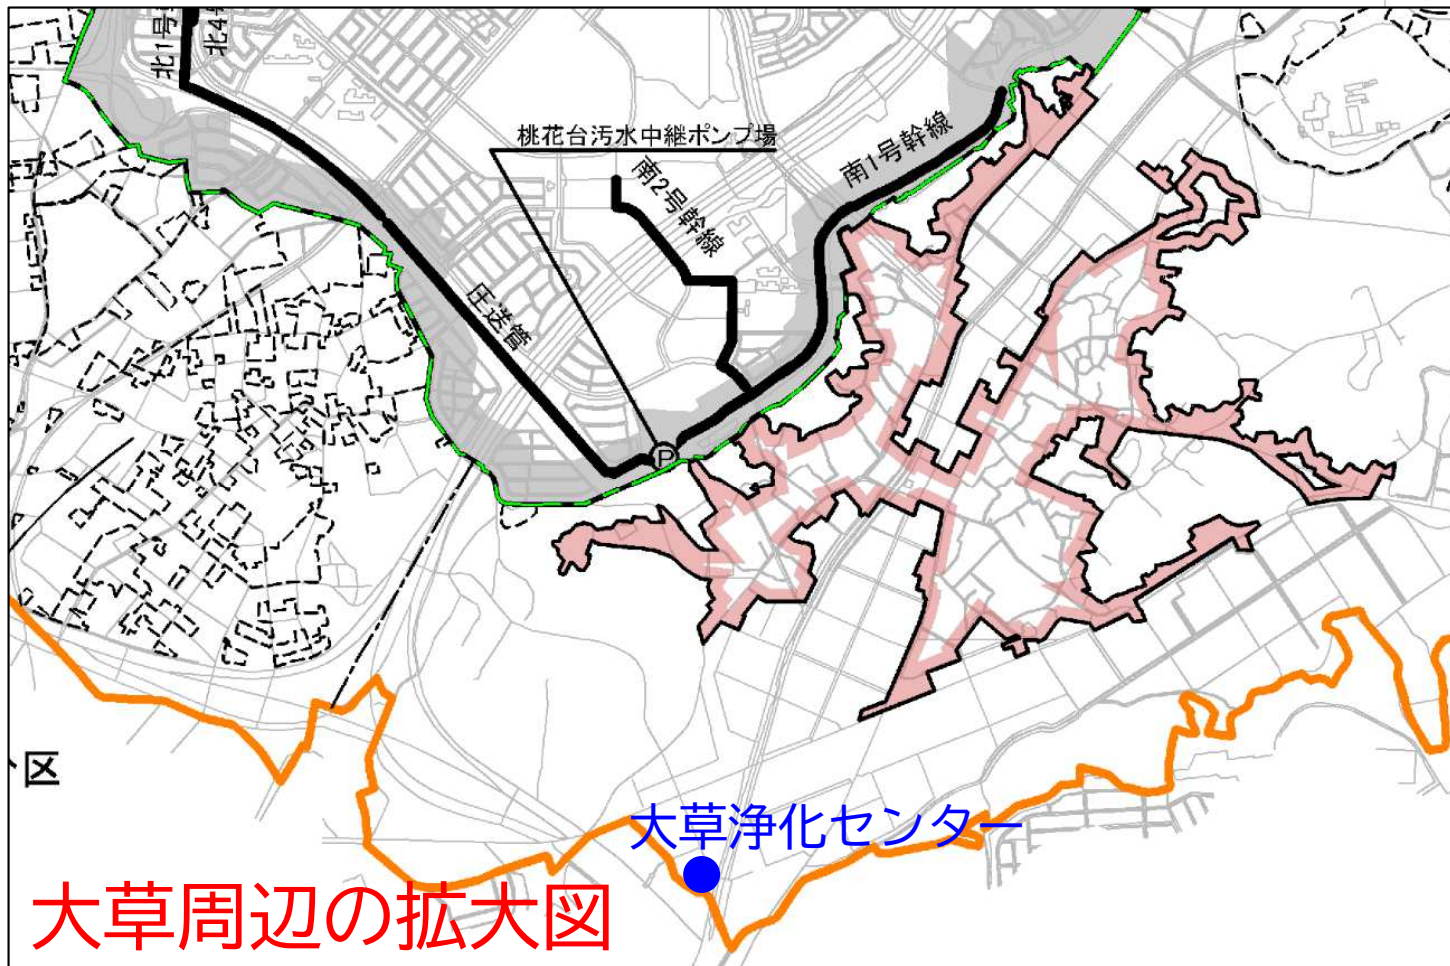 北1号
北4
桃花台汚水中継ポンプ場
南1号幹線
南2号幹線
圧送管
P
区
大草浄化センター
大草周辺の拡大図